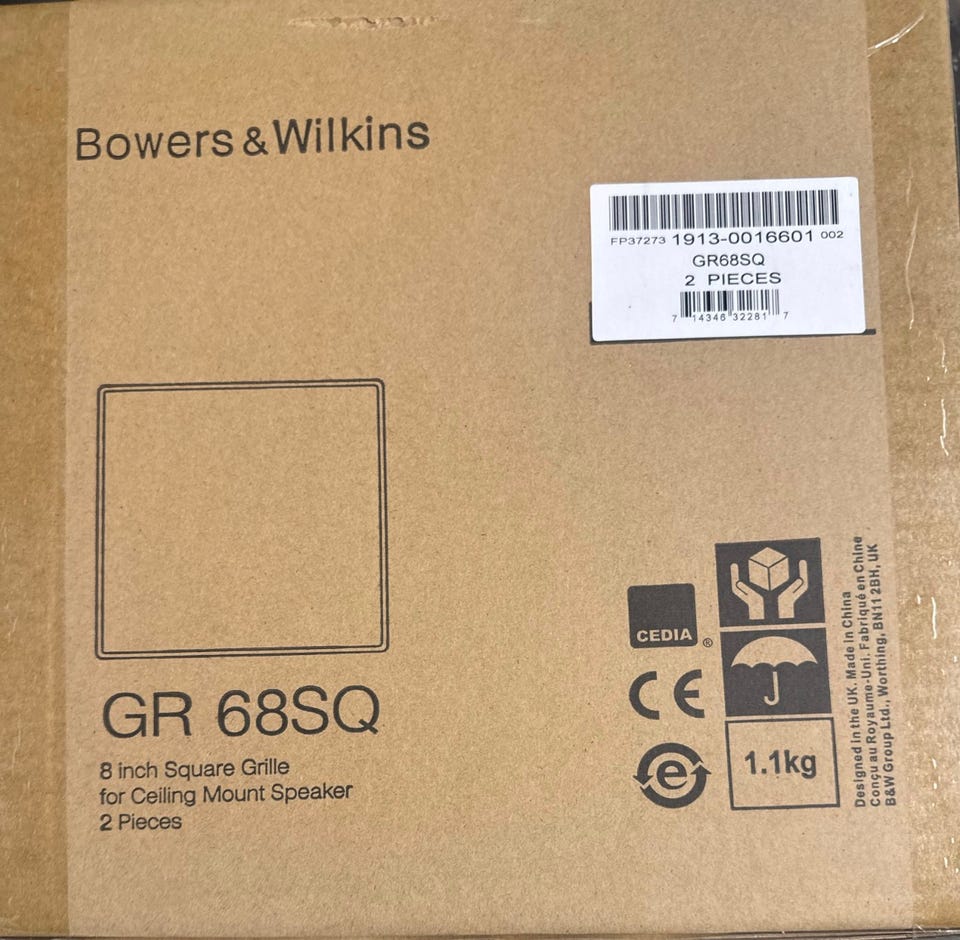 Bowers & Wilkins
FP37273 1913-0016601 002
GR68SQ
2 PIECES
7 14346 32281 7
GR 68SQ
8 inch Square Grille
for Ceiling Mount Speaker
2 Pieces
CEDIA ®
CE
e
1.1kg
Designed in the UK. Made in China
Conçu au Royaume-Uni. Fabriqué en Chine
B&W Group Ltd., Worthing, BN11 2BH, UK